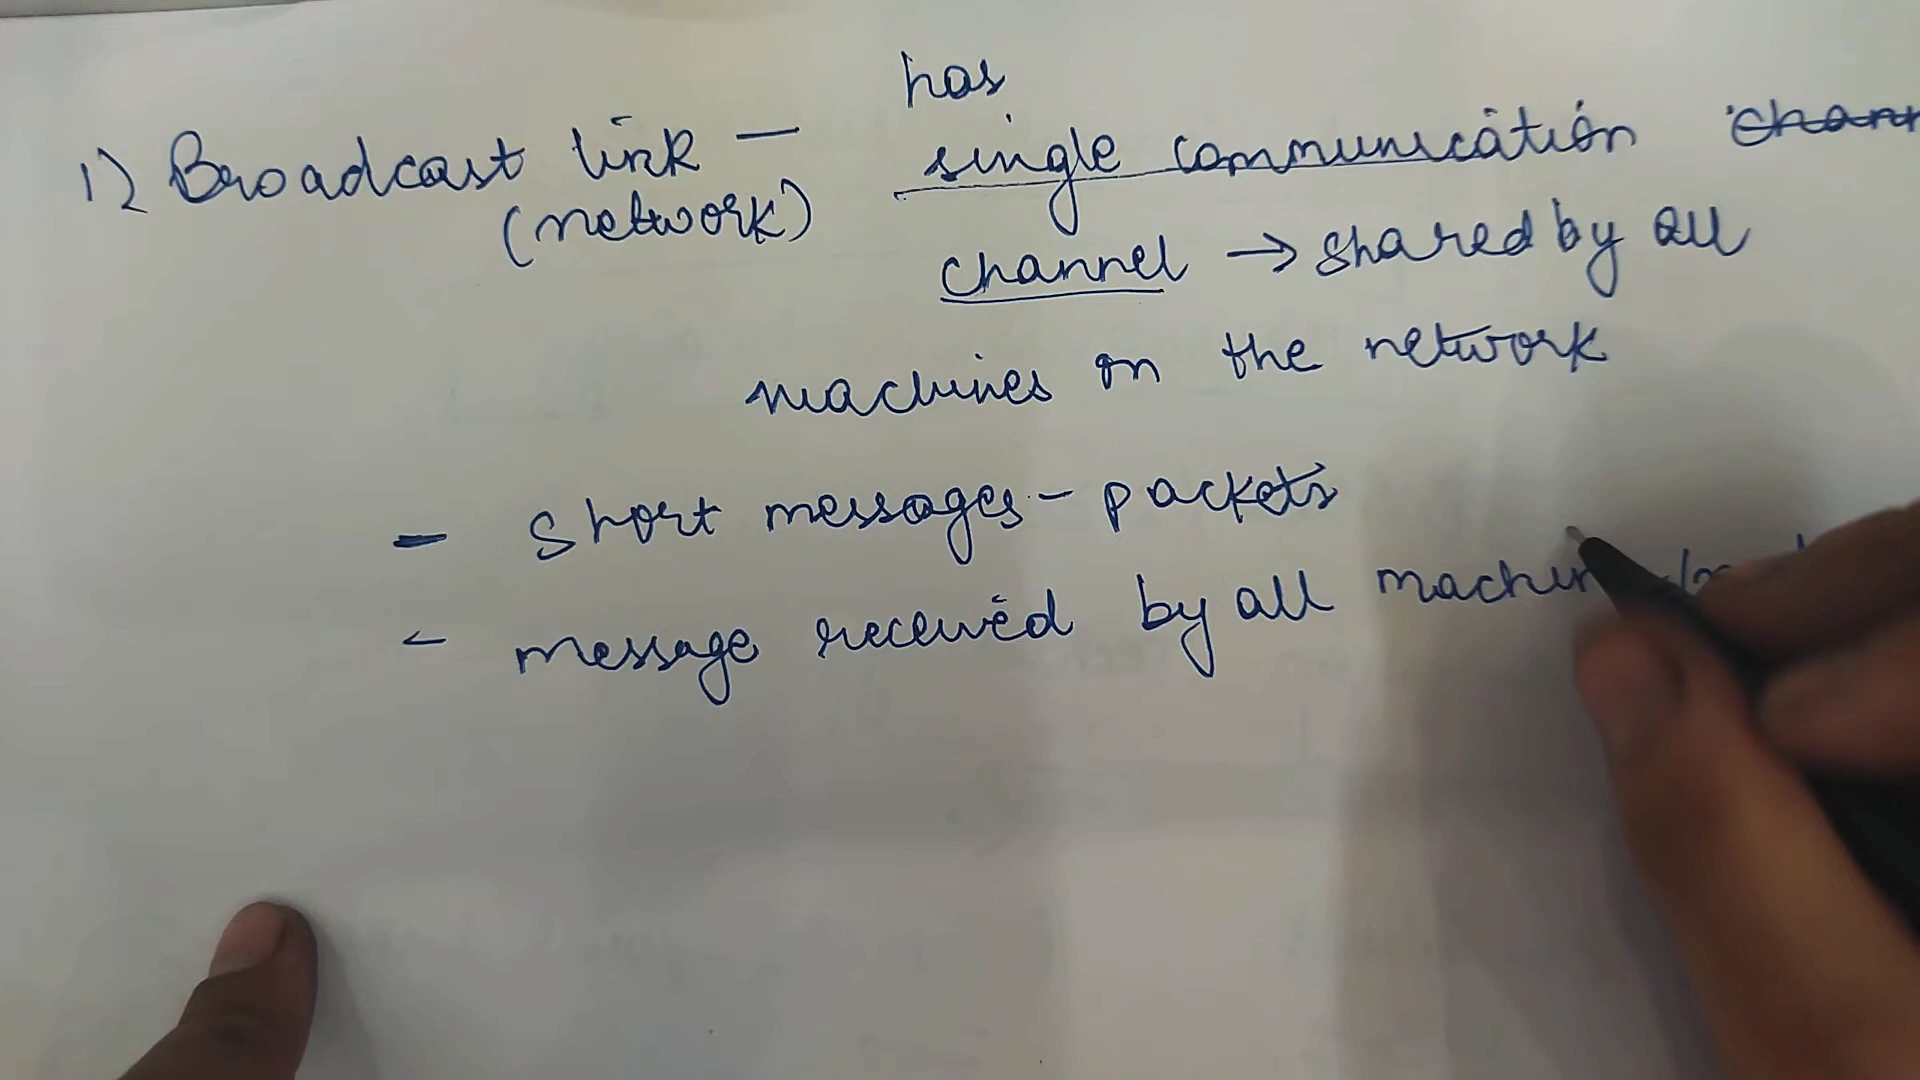 has
1) Broadcast link — single communication
(network)
channel → shared by all
machines on the network
- Short messages - packets
- message received by all